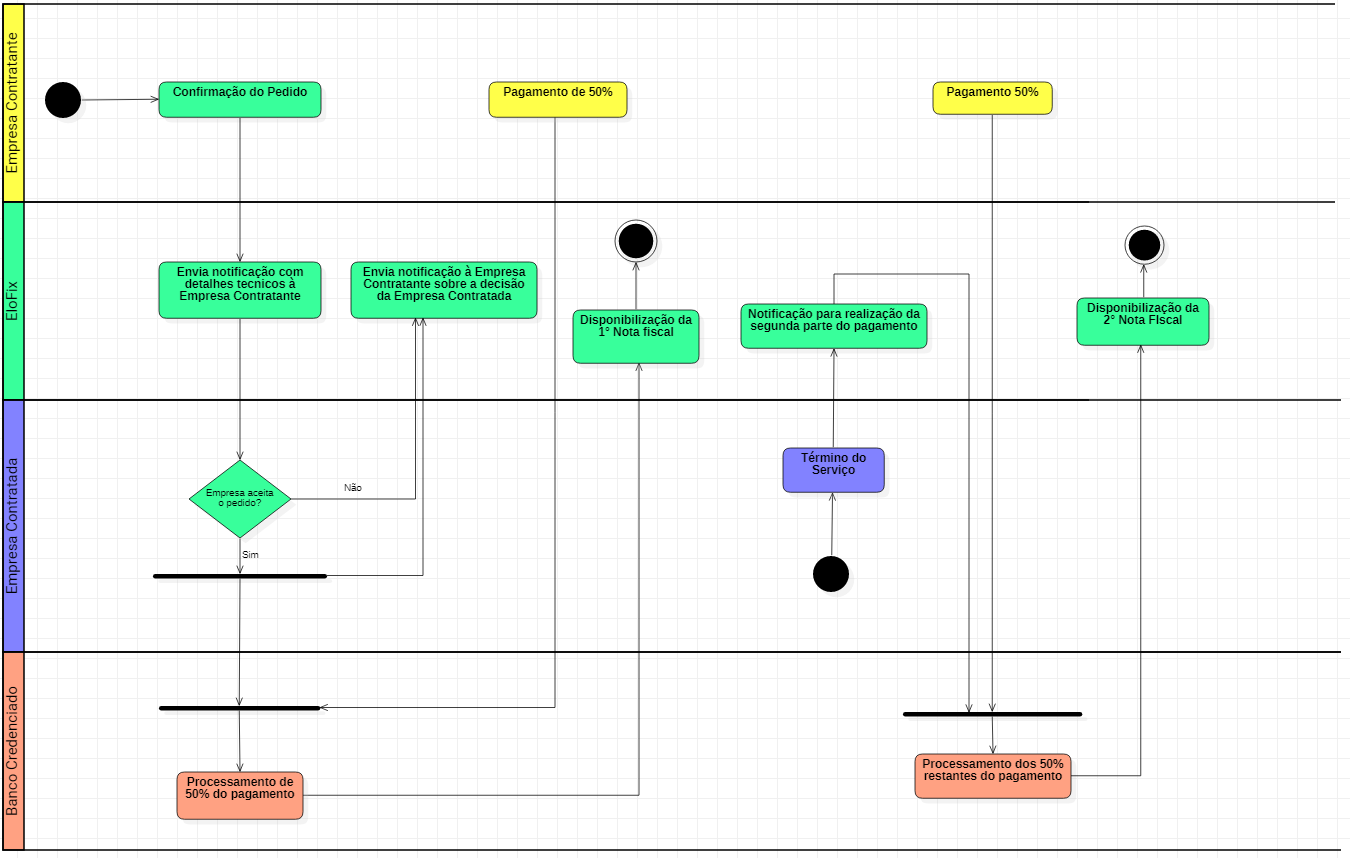 Empresa Contratante
Confirmação do Pedido
Pagamento de 50%
Pagamento 50%
EloFix
Envia notificação com
detalhes tecnicos à
Empresa Contratante
Envia notificação à Empresa
Contratante sobre a decisão
da Empresa Contratada
Disponibilização da
1° Nota fiscal
Notificação para realização da
segunda parte do pagamento
Disponibilização da
2° Nota FIscal
Empresa Contratada
Empresa aceita
o pedido?
Não
Sim
Término do
Serviço
Banco Credenciado
Processamento de
50% do pagamento
Processamento dos 50%
restantes do pagamento